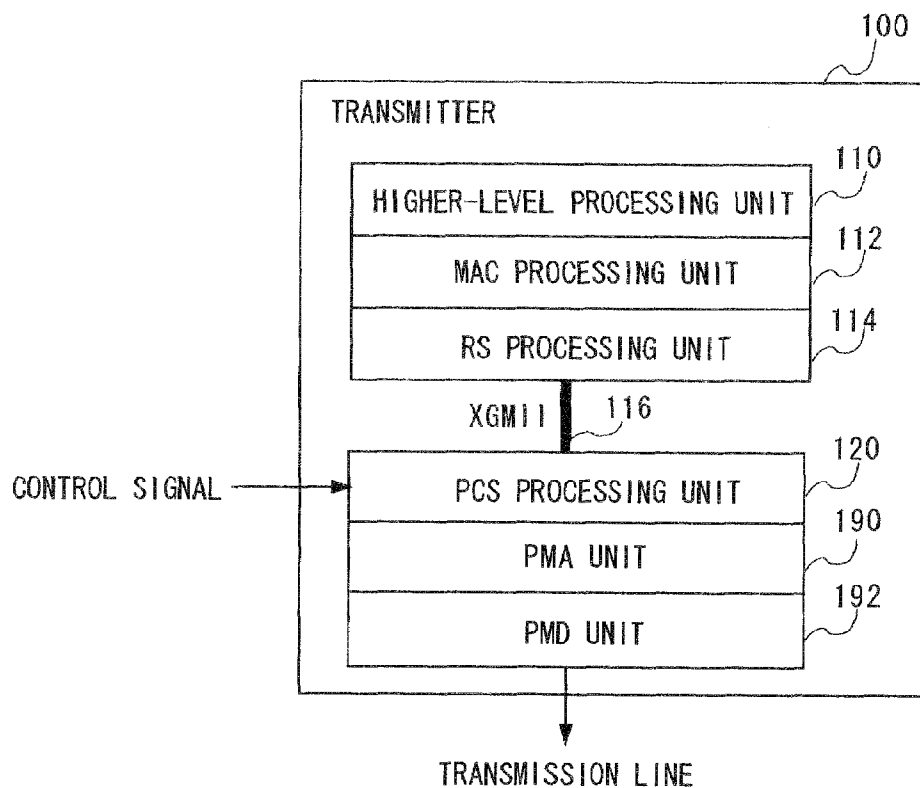 100
TRANSMITTER
110
HIGHER-LEVEL PROCESSING UNIT
112
MAC PROCESSING UNIT
114
RS PROCESSING UNIT
XGMII
116
120
CONTROL SIGNAL
PCS PROCESSING UNIT
190
PMA UNIT
192
PMD UNIT
TRANSMISSION LINE